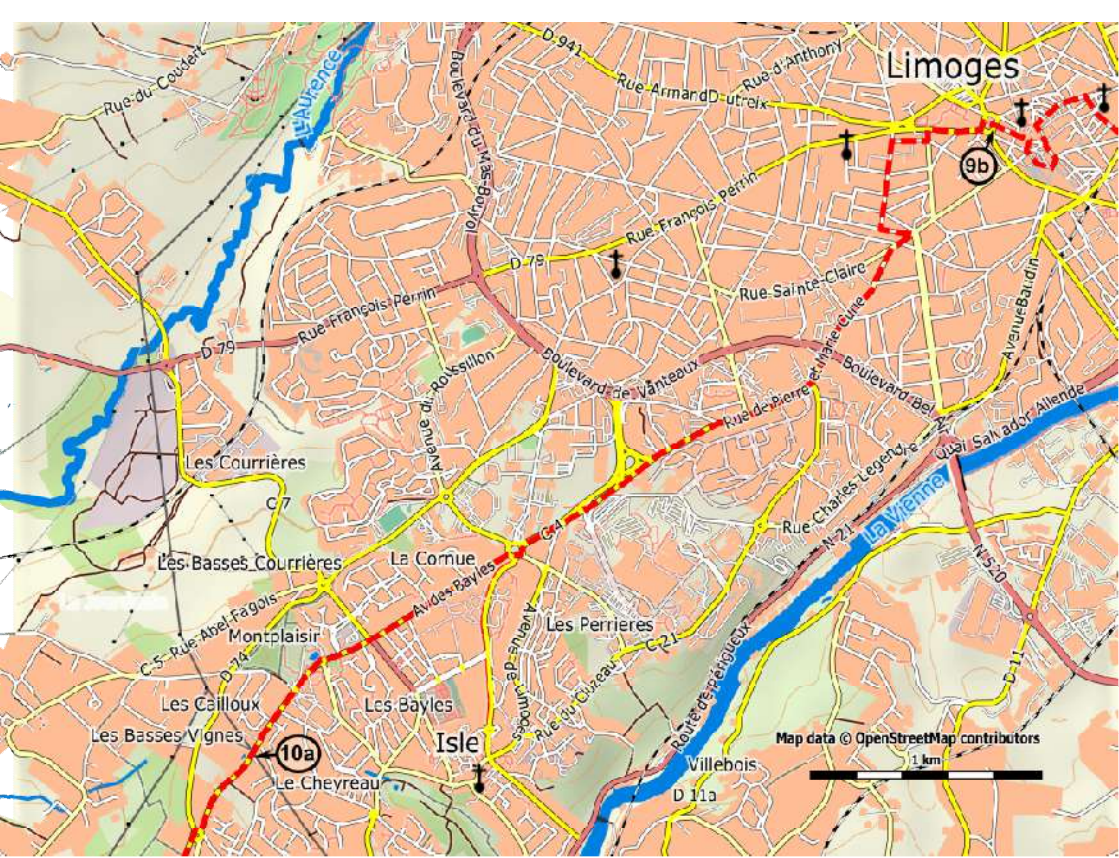 D 941
Rue d'Anthony
Limoges
Rue du Coudert
L'Aurence
Boulevard du Mas-Bouyol
Rue Armand D utreix
9b
Rue François Perrin
D 79
Rue Sainte-Claire
Avenue Baudin
Rue François Perrin
D 79
Rue de Pierre et Marie Curie
Avenue d Roussillon
Boulevard de Vanteaux
Boulevard Bel Air
Quai Salvador Allende
Les Courrières
Rue Charles Legendre
La Vienne
C 7
C 4
N 21
N 520
La Cornue
Les Basses Courrières
Av des Bayles
C 5- Rue Abel Fagois
Montplaisir
Avenue de Limoges
Les Perrieres
C 21
Rue du Cluzeau
Route de Périgueux
D 74
D 11
Les Cailloux
Les Bayles
Les Basses Vignes
Isle
10a
Map data © OpenStreetMap contributors
1 km
Le Cheyreau
Villebois
D 11a